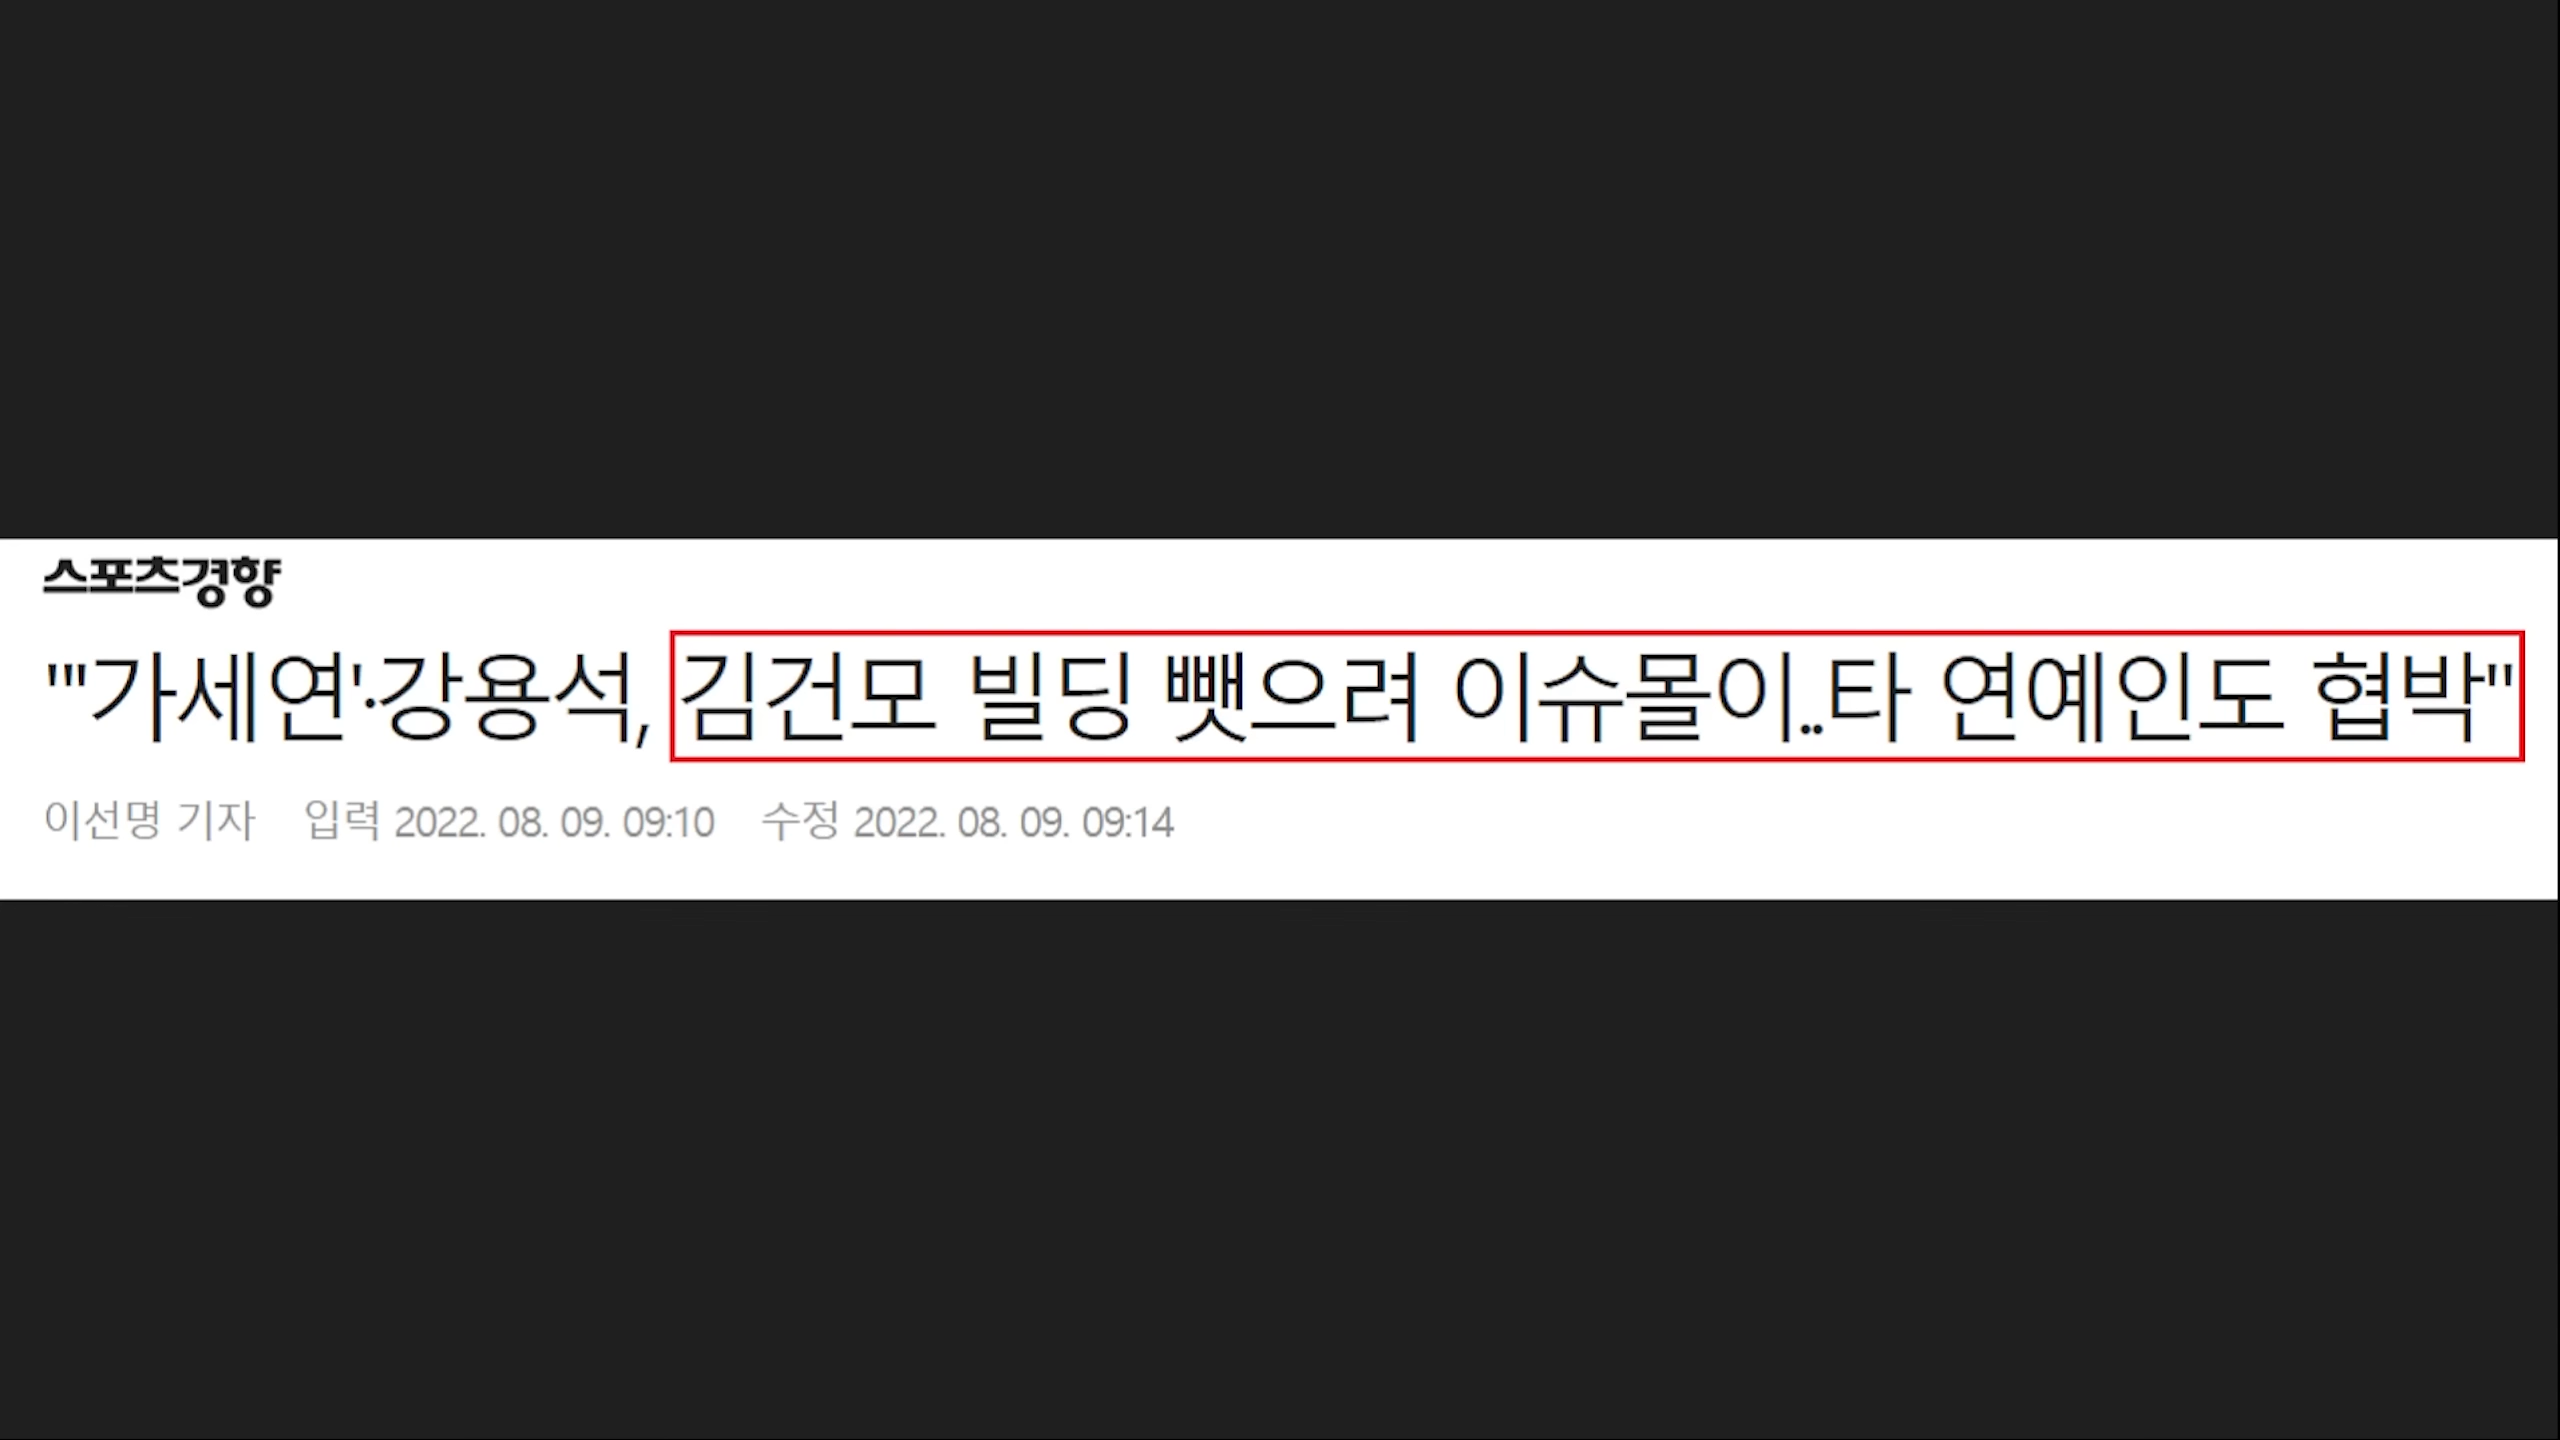 스포츠경향
"'가세연'·강용석, 김건모 빌딩 뺏으려 이슈몰이..타 연예인도 협박"
이선명 기자 입력 2022. 08. 09. 09:10 수정 2022. 08. 09. 09:14